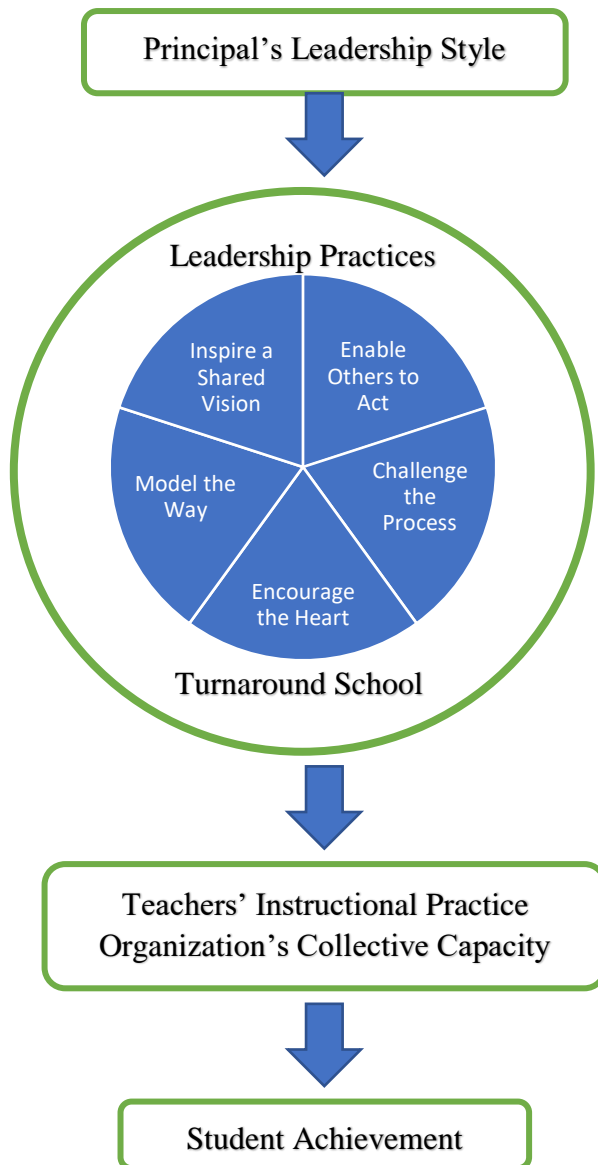 Principal’s Leadership Style
Leadership Practices
Inspire a
Shared
Vision
Enable
Others to
Act
Model the
Way
Challenge
the
Process
Encourage
the Heart
Turnaround School
Teachers’ Instructional Practice
Organization’s Collective Capacity
Student Achievement